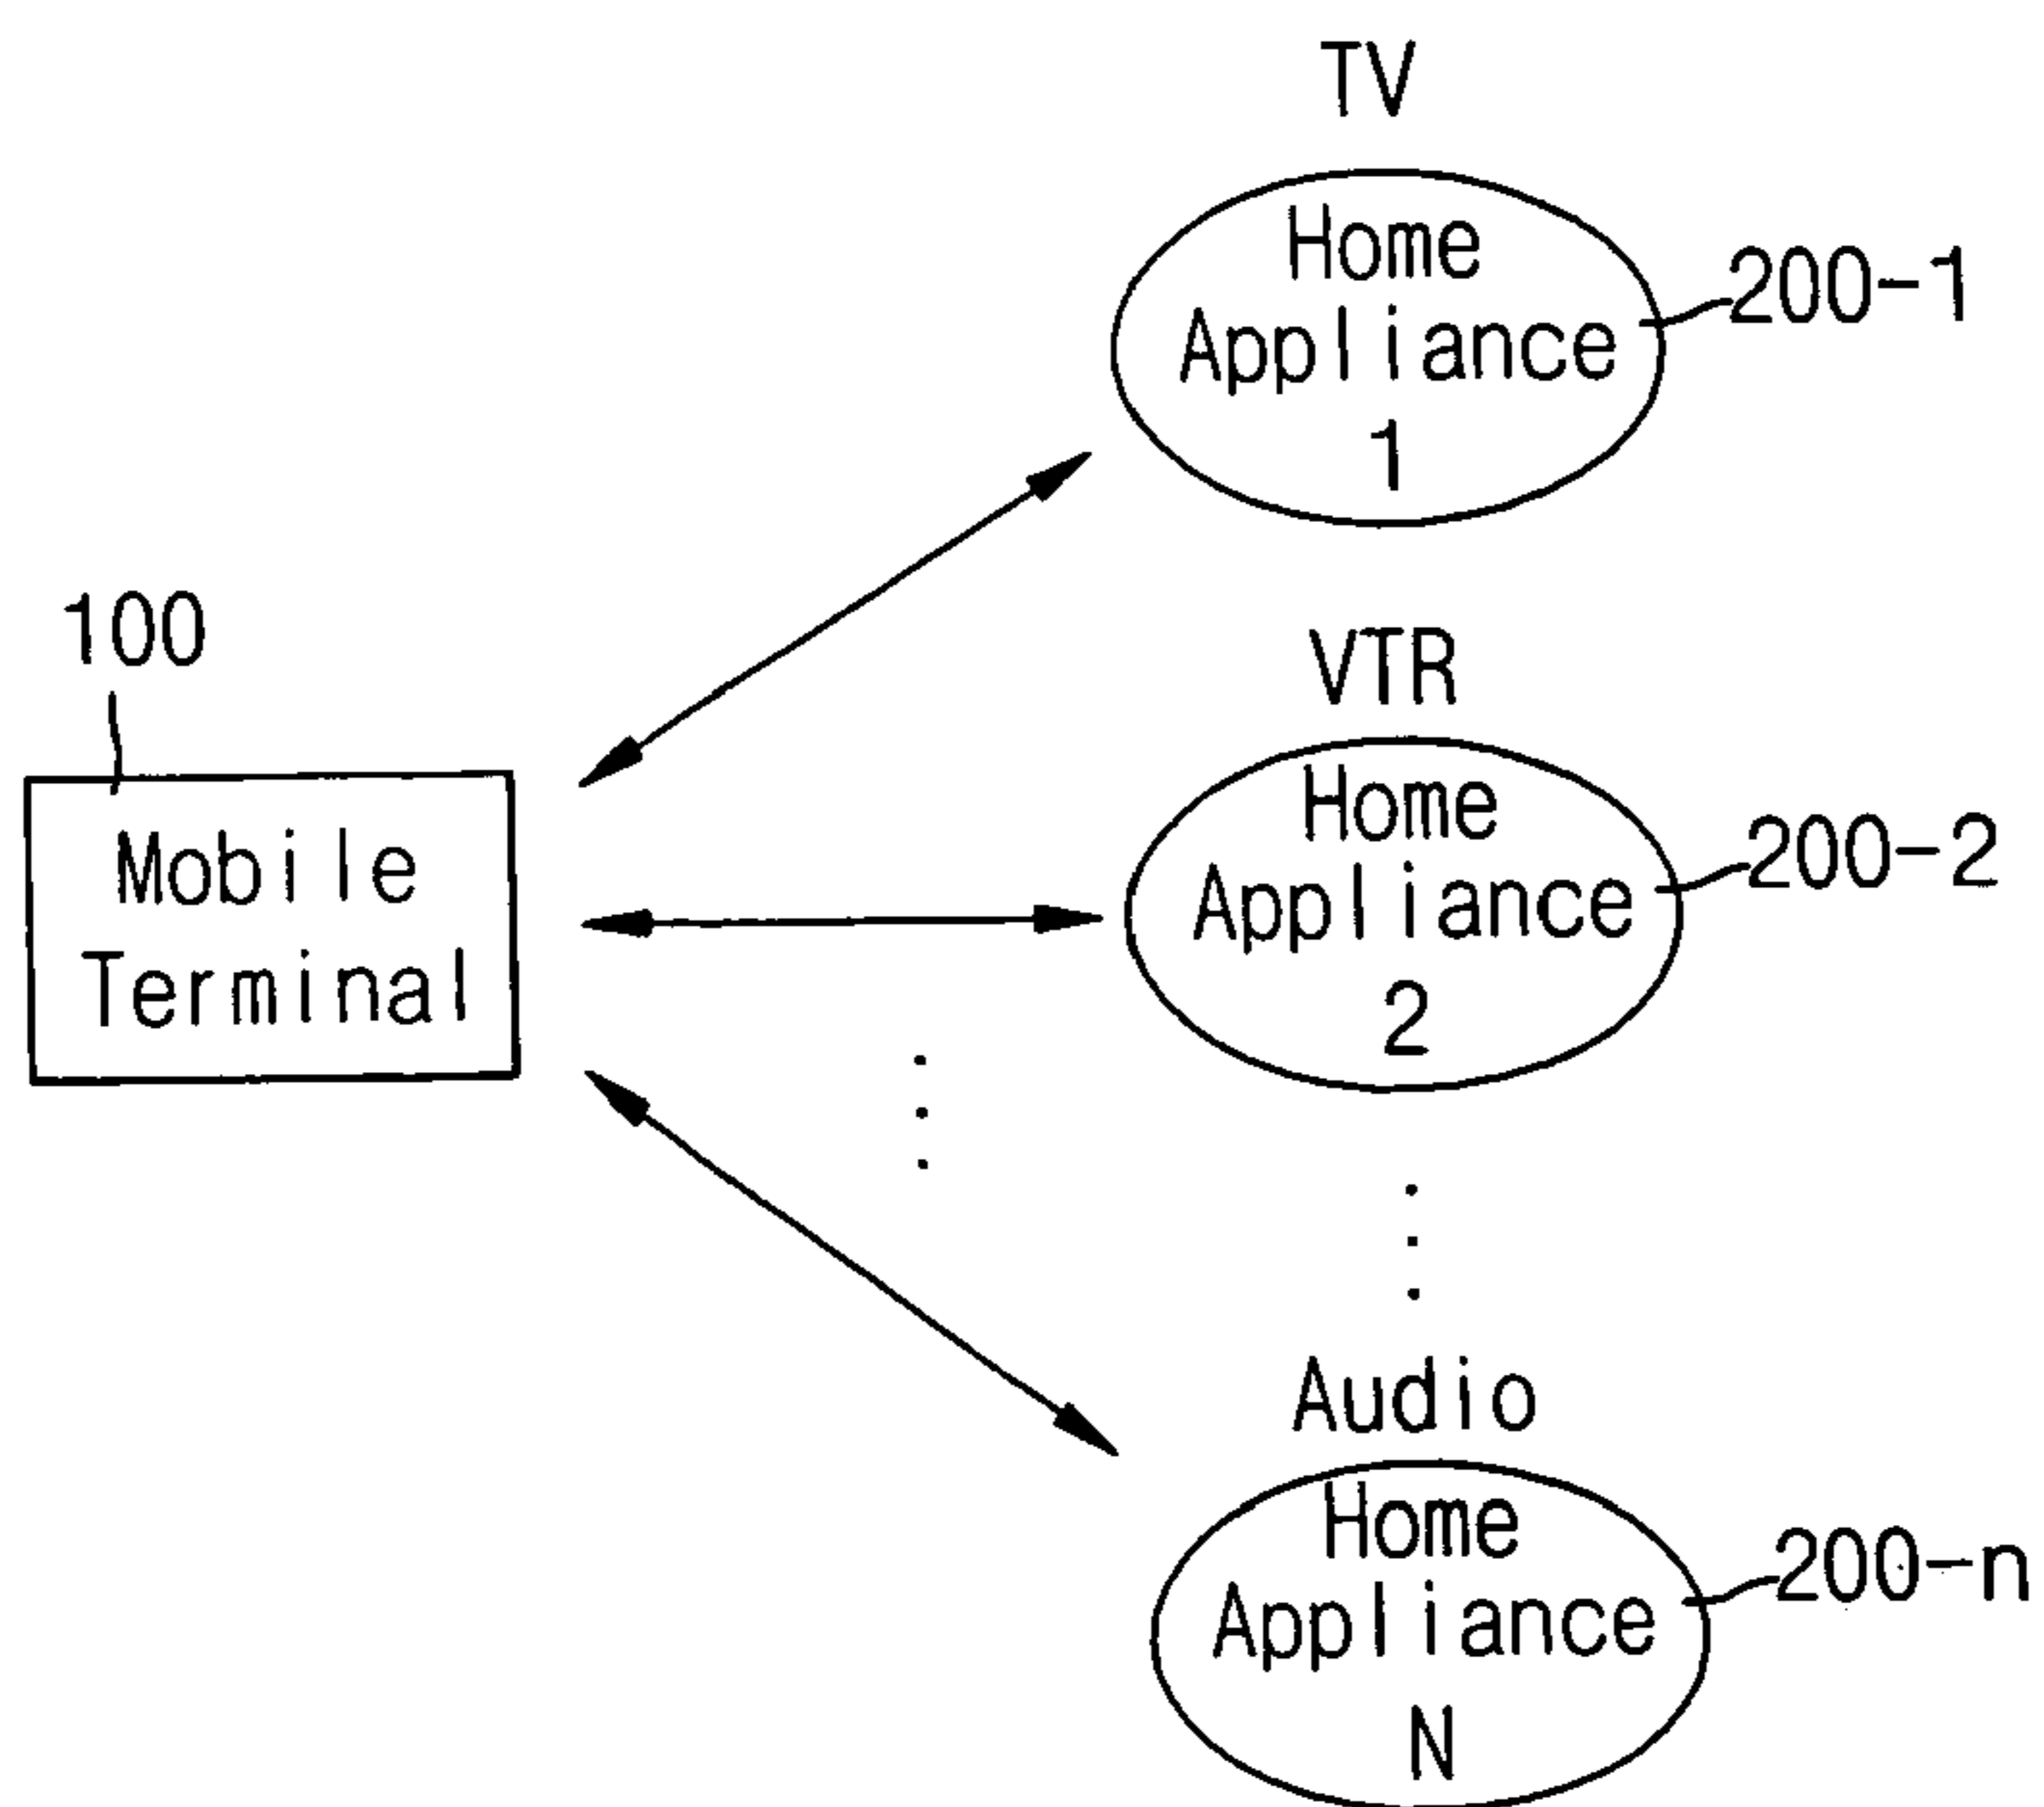 TV
Home
Appliance
1
200-1
100
Mobile
Terminal
VTR
Home
Appliance
2
200-2
Audio
Home
Appliance
N
200-n